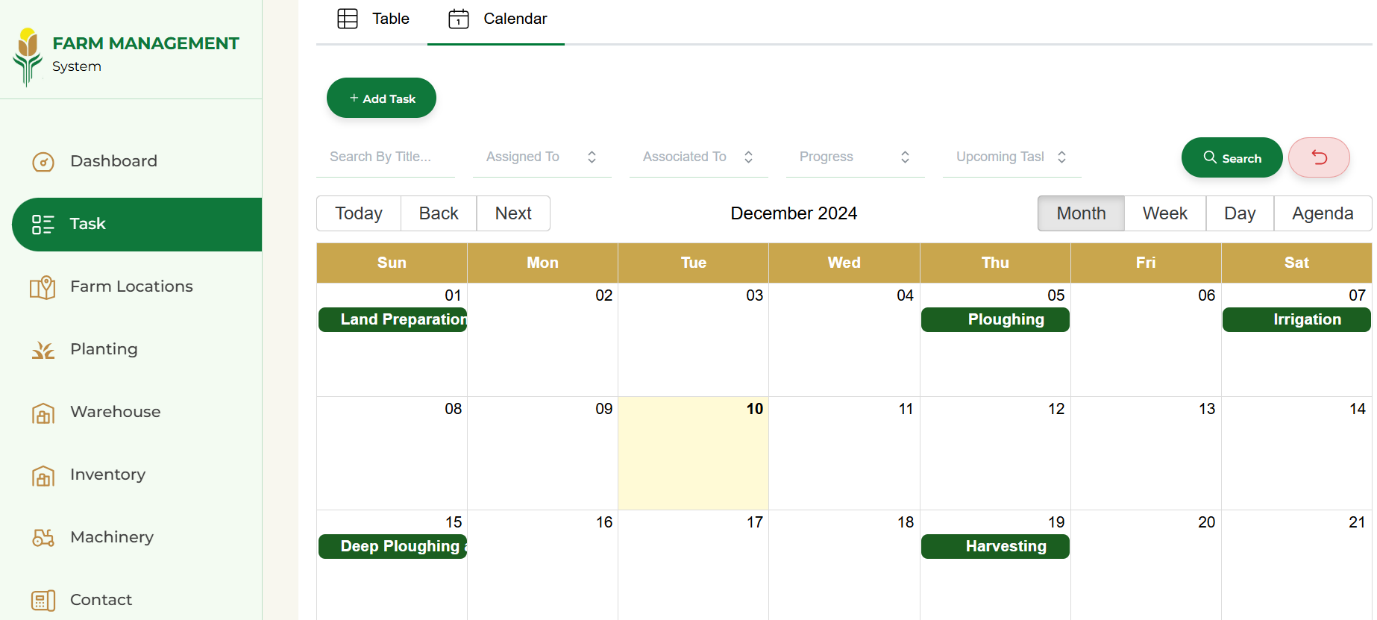 FARM MANAGEMENT
System
Dashboard
Task
Farm Locations
Planting
Warehouse
Inventory
Machinery
Contact
Table
1 Calendar
+ Add Task
Search By Title... Assigned To Associated To Progress Upcoming Tasl Search
Today Back Next December 2024 Month Week Day Agenda
Sun Mon Tue Wed Thu Fri Sat
01 02 03 04 05 06 07
Land Preparation Ploughing Irrigation
08 09 10 11 12 13 14
15 16 17 18 19 20 21
Deep Ploughing Harvesting